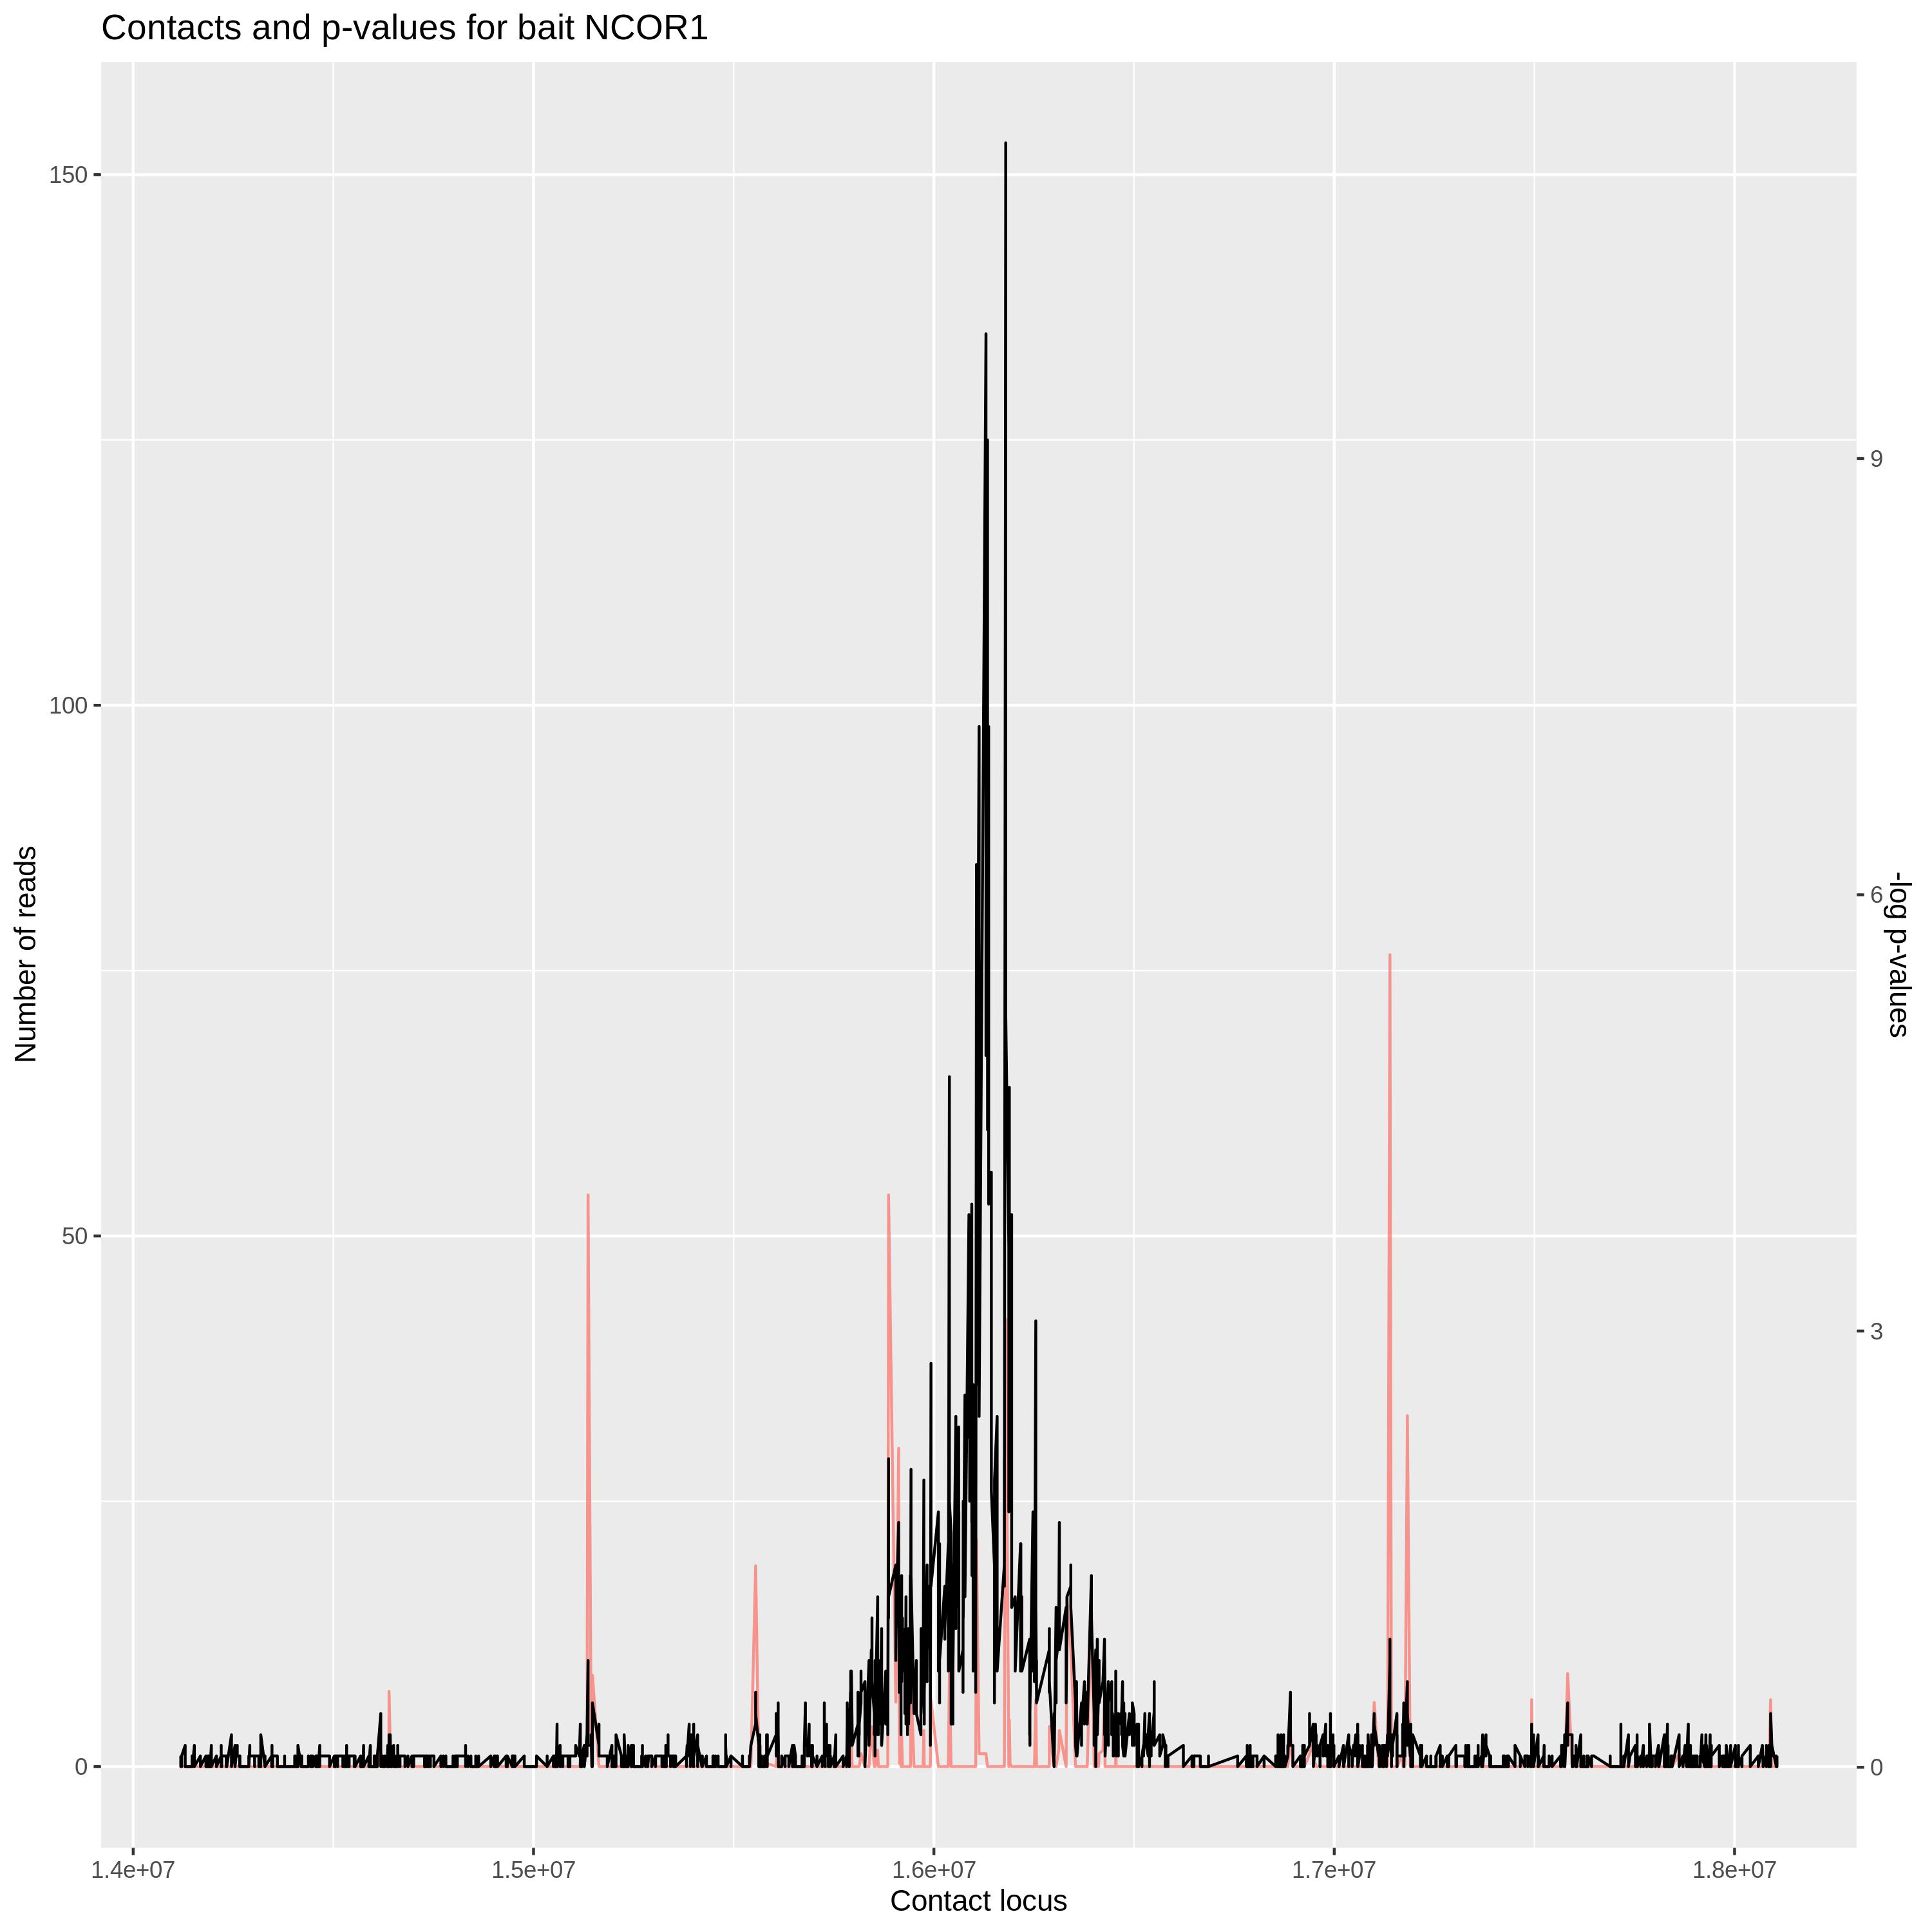 Contacts and p-values for bait NCOR1
150
100
50
0
Number of reads
9
6
3
0
-log p-values
1.4e+07 1.5e+07 1.6e+07 1.7e+07 1.8e+07
Contact locus